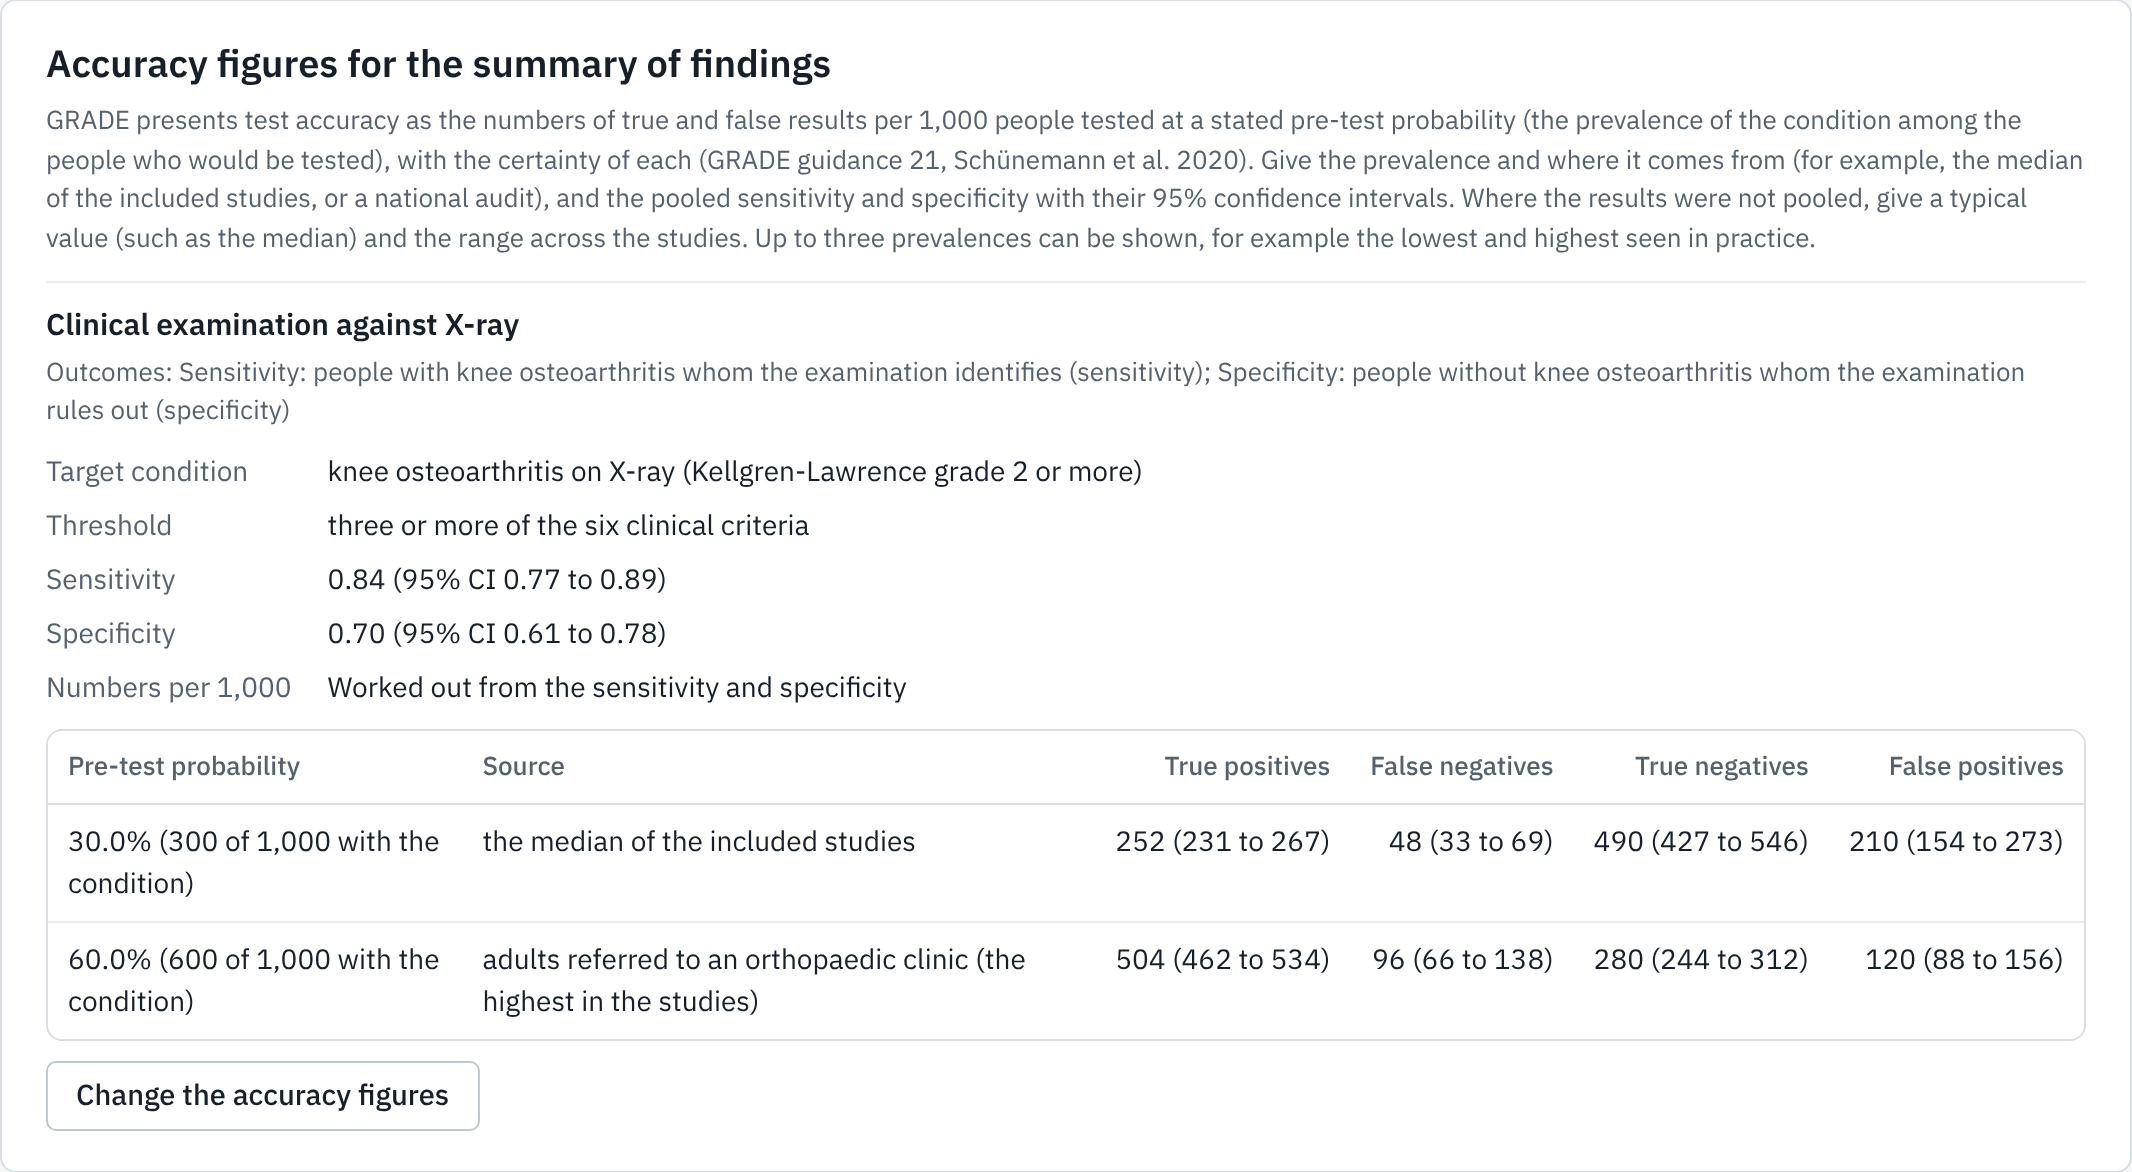 Accuracy figures for the summary of findings
GRADE presents test accuracy as the numbers of true and false results per 1,000 people tested at a stated pre-test probability (the prevalence of the condition among the
people who would be tested), with the certainty of each (GRADE guidance 21, Schünemann et al. 2020). Give the prevalence and where it comes from (for example, the median
of the included studies, or a national audit), and the pooled sensitivity and specificity with their 95% confidence intervals. Where the results were not pooled, give a typical
value (such as the median) and the range across the studies. Up to three prevalences can be shown, for example the lowest and highest seen in practice.
Clinical examination against X-ray
Outcomes: Sensitivity: people with knee osteoarthritis whom the examination identifies (sensitivity); Specificity: people without knee osteoarthritis whom the examination
rules out (specificity)
Target condition knee osteoarthritis on X-ray (Kellgren-Lawrence grade 2 or more)
Threshold three or more of the six clinical criteria
Sensitivity 0.84 (95% CI 0.77 to 0.89)
Specificity 0.70 (95% CI 0.61 to 0.78)
Numbers per 1,000 Worked out from the sensitivity and specificity
Pre-test probability Source True positives False negatives True negatives False positives
30.0% (300 of 1,000 with the the median of the included studies 252 (231 to 267) 48 (33 to 69) 490 (427 to 546) 210 (154 to 273)
condition)
60.0% (600 of 1,000 with the adults referred to an orthopaedic clinic (the 504 (462 to 534) 96 (66 to 138) 280 (244 to 312) 120 (88 to 156)
condition) highest in the studies)
Change the accuracy figures